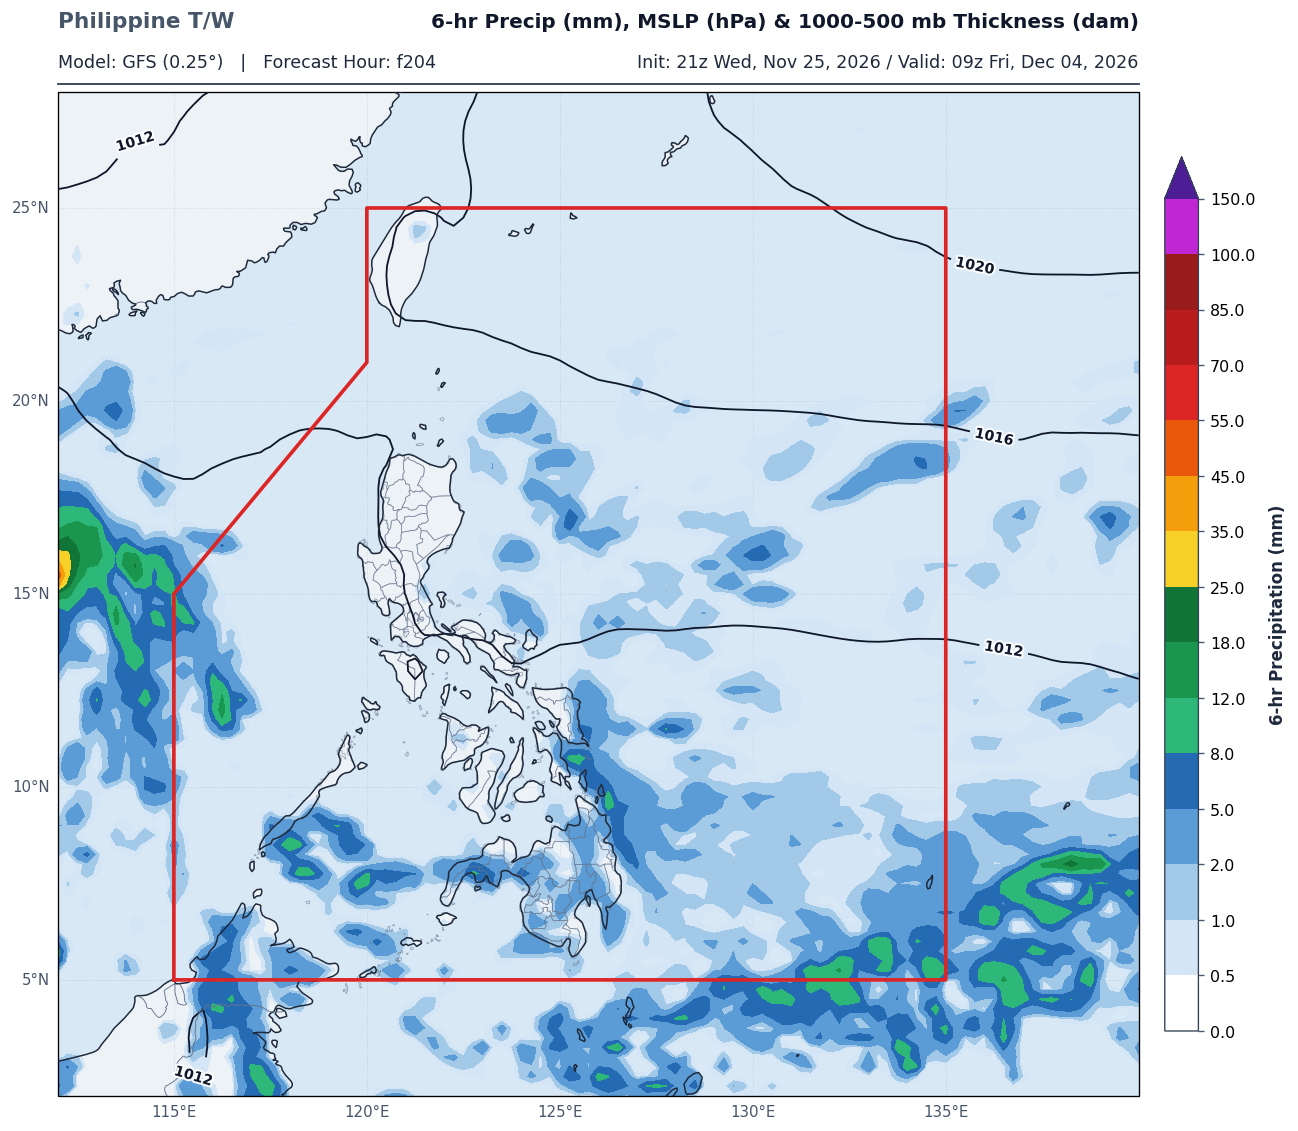 Philippine T/W
6-hr Precip (mm), MSLP (hPa) & 1000-500 mb Thickness (dam)
Model: GFS (0.25°) | Forecast Hour: f204
Init: 21z Wed, Nov 25, 2026 / Valid: 09z Fri, Dec 04, 2026
1012
1020
1016
1012
1012
25°N
20°N
15°N
10°N
5°N
115°E
120°E
125°E
130°E
135°E
150.0
100.0
85.0
70.0
55.0
45.0
35.0
25.0
18.0
12.0
8.0
5.0
2.0
1.0
0.5
0.0
6-hr Precipitation (mm)